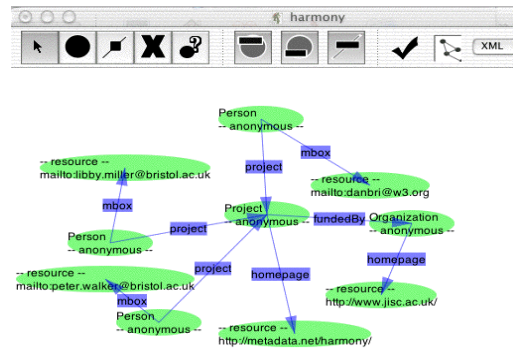 harmony
XML
Person
-- anonymous --
project
mbox
-- resource --
mailto:libby.miller@bristol.ac.uk
-- resource --
mailto:danbri@w3.org
mbox
Project
-- anonymous --
fundedBy
Organization
-- anonymous --
project
Person
-- anonymous --
project
homepage
homepage
-- resource --
mailto:peter.walker@bristol.ac.uk
mbox
-- resource --
http://www.jisc.ac.uk/
Person
-- anonymous --
-- resource --
http://metadata.net/harmony/